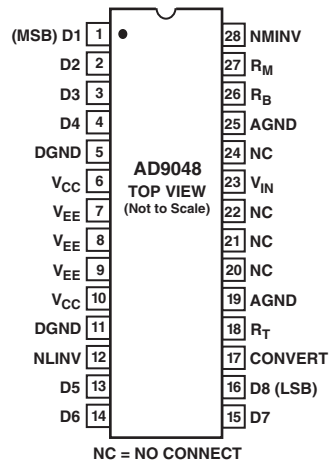 (MSB) D1 1 28 NMINV
D2 2 27 RM
D3 3 26 RB
D4 4 25 AGND
DGND 5 24 NC
VCC 6 23 VIN
VEE 7 22 NC
VEE 8 21 NC
VEE 9 20 NC
VCC 10 19 AGND
DGND 11 18 RT
NLINV 12 17 CONVERT
D5 13 16 D8 (LSB)
D6 14 15 D7
AD9048
TOP VIEW
(Not to Scale)
NC = NO CONNECT